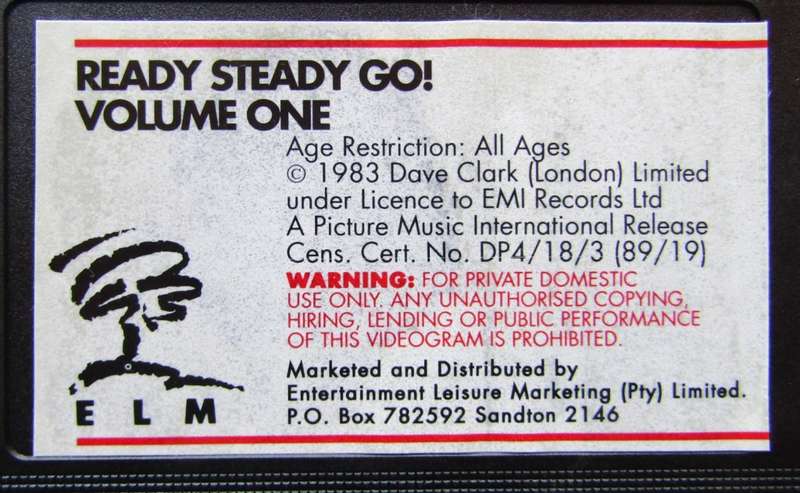 READY STEADY GO!
VOLUME ONE
Age Restriction: All Ages
© 1983 Dave Clark (London) Limited
under Licence to EMI Records Ltd
A Picture Music International Release
Cens. Cert. No. DP4/18/3 (89/19)
WARNING: FOR PRIVATE DOMESTIC
USE ONLY. ANY UNAUTHORISED COPYING,
HIRING, LENDING OR PUBLIC PERFORMANCE
OF THIS VIDEOGRAM IS PROHIBITED.
Marketed and Distributed by
Entertainment Leisure Marketing (Pty) Limited.
P.O. Box 782592 Sandton 2146
ELM